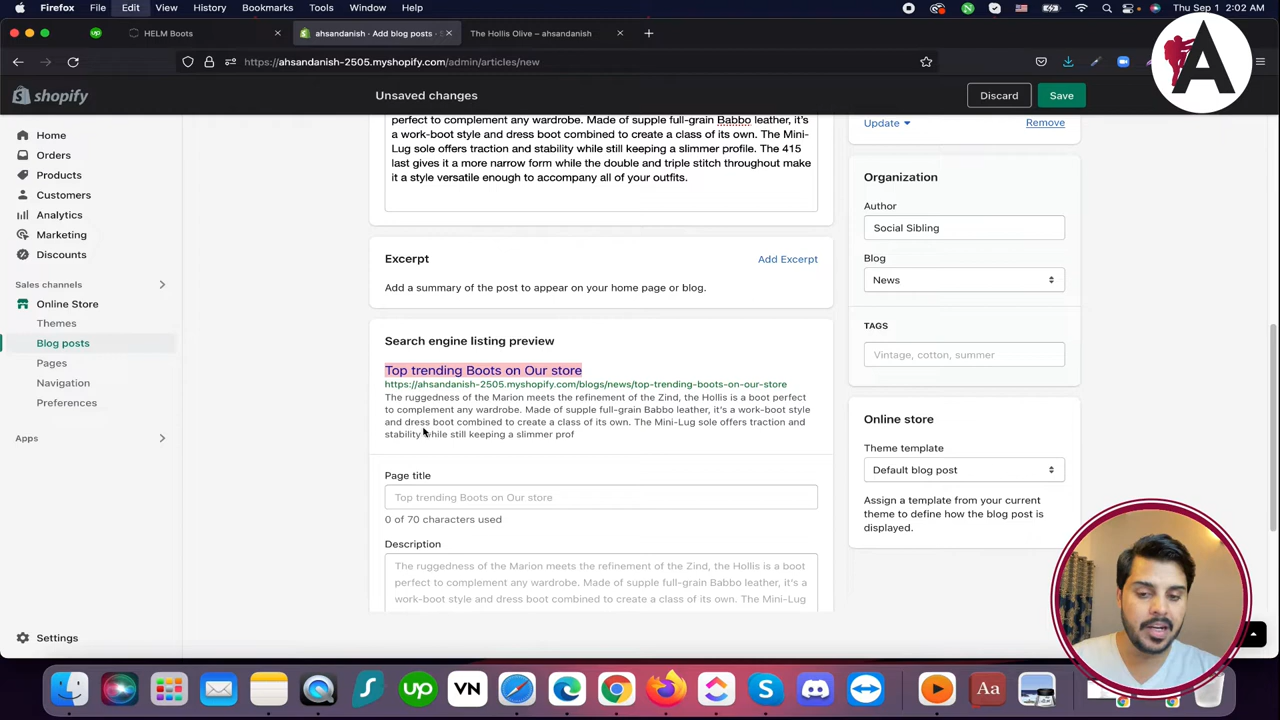 Firefox File Edit View History Bookmarks Tools Window Help
Thu Sep 1 2:02 AM
HELM Boots
ahsandanish · Add blog posts · S
The Hollis Olive – ahsandanish
https://ahsandanish-2505.myshopify.com/admin/articles/new
A
shopify
Unsaved changes
Discard
Save
Home
Orders
Products
Customers
Analytics
Marketing
Discounts
Sales channels
Online Store
Themes
Blog posts
Pages
Navigation
Preferences
Apps
Settings
perfect to complement any wardrobe. Made of supple full-grain Babbo leather, it's
a work-boot style and dress boot combined to create a class of its own. The Mini-
Lug sole offers traction and stability while still keeping a slimmer profile. The 415
last gives it a more narrow form while the double and triple stitch throughout make
it a style versatile enough to accompany all of your outfits.
Excerpt
Add Excerpt
Add a summary of the post to appear on your home page or blog.
Search engine listing preview
Top trending Boots on Our store
https://ahsandanish-2505.myshopify.com/blogs/news/top-trending-boots-on-our-store
The ruggedness of the Marion meets the refinement of the Zind, the Hollis is a boot perfect
to complement any wardrobe. Made of supple full-grain Babbo leather, it's a work-boot style
and dress boot combined to create a class of its own. The Mini-Lug sole offers traction and
stability while still keeping a slimmer prof
Page title
Top trending Boots on Our store
0 of 70 characters used
Description
The ruggedness of the Marion meets the refinement of the Zind, the Hollis is a boot
perfect to complement any wardrobe. Made of supple full-grain Babbo leather, it's a
work-boot style and dress boot combined to create a class of its own. The Mini-Lug
Update
Remove
Organization
Author
Social Sibling
Blog
News
TAGS
Vintage, cotton, summer
Online store
Theme template
Default blog post
Assign a template from your current
theme to define how the blog post is
displayed.
up
VN
Aa